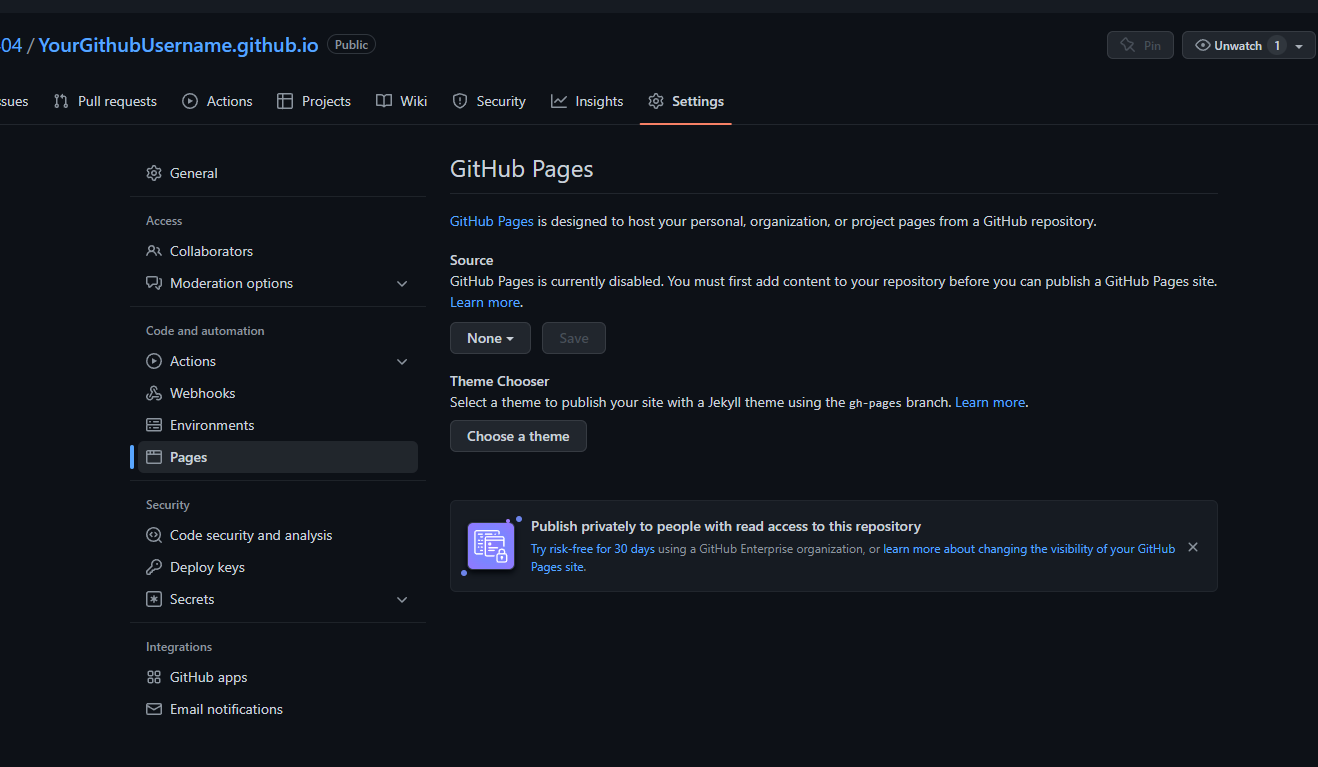 04 / YourGithubUsername.github.io Public
Pin
Unwatch 1
ssues
Pull requests
Actions
Projects
Wiki
Security
Insights
Settings
General
Access
Collaborators
Moderation options
Code and automation
Actions
Webhooks
Environments
Pages
Security
Code security and analysis
Deploy keys
Secrets
Integrations
GitHub apps
Email notifications
GitHub Pages
GitHub Pages is designed to host your personal, organization, or project pages from a GitHub repository.
Source
GitHub Pages is currently disabled. You must first add content to your repository before you can publish a GitHub Pages site.
Learn more.
None
Save
Theme Chooser
Select a theme to publish your site with a Jekyll theme using the gh-pages branch. Learn more.
Choose a theme
Publish privately to people with read access to this repository
Try risk-free for 30 days using a GitHub Enterprise organization, or learn more about changing the visibility of your GitHub
Pages site.